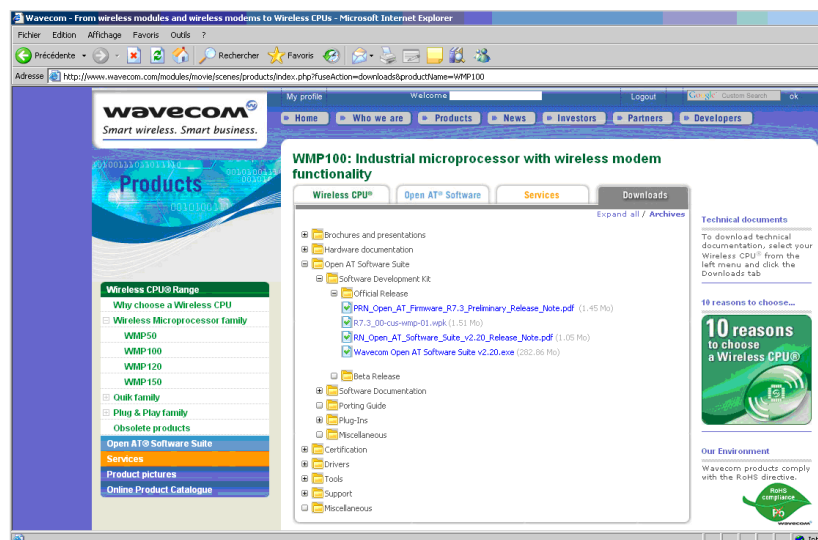 Wavecom - From wireless modules and wireless modems to Wireless CPUs - Microsoft Internet Explorer
Fichier Edition Affichage Favoris Outils ?
Précédente Rechercher Favoris
Adresse http://www.wavecom.com/modules/movie/scenes/products/index.php?fuseAction=downloads&productName=WMP100
My profile Welcome Logout Google Custom Search ok
wavecom®
Smart wireless. Smart business.
Home Who we are Products News Investors Partners Developers
Products
WMP100: Industrial microprocessor with wireless modem
functionality
Wireless CPU® Open AT® Software Services Downloads
Expand all / Archives
Brochures and presentations
Hardware documentation
Open AT Software Suite
Software Development Kit
Official Release
PRN_Open_AT_Firmware_R7.3_Preliminary_Release_Note.pdf (1.45 Mo)
R7.3_00-cus-wmp-01.wpk (1.51 Mo)
RN_Open_AT_Software_Suite_v2.20_Release_Note.pdf (1.05 Mo)
Wavecom Open AT Software Suite v2.20.exe (282.86 Mo)
Beta Release
Software Documentation
Porting Guide
Plug-Ins
Miscellaneous
Certification
Drivers
Tools
Support
Miscellaneous
Wireless CPU® Range
Why choose a Wireless CPU
Wireless Microprocessor family
WMP50
WMP100
WMP120
WMP150
Quik family
Plug & Play family
Obsolete products
Open AT® Software Suite
Services
Product pictures
Online Product Catalogue
Technical documents
To download technical
documentation, select your
Wireless CPU® from the
left menu and click the
Downloads tab
10 reasons to choose...
10 reasons
to choose
a Wireless CPU®
Our Environment
Wavecom products comply
with the RoHS directive.
RoHS
compliance
Pb
wavecom